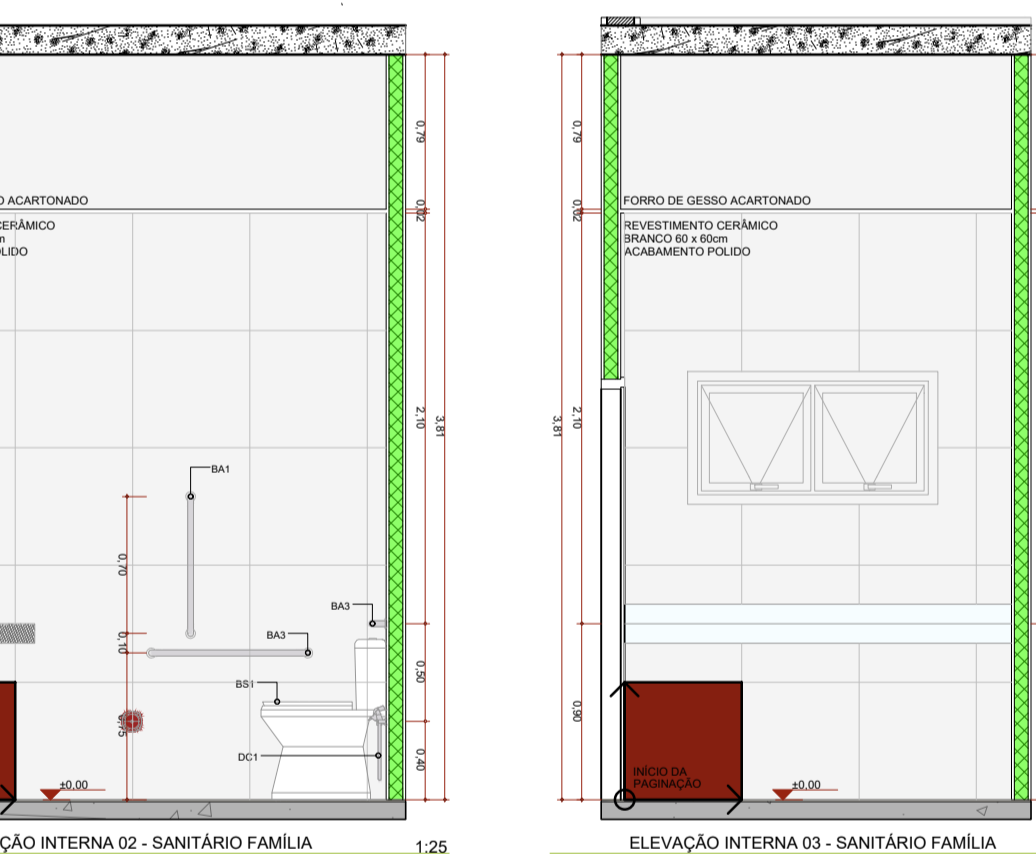 O ACARTONADO
CERÂMICO
m
OLIDO
0,79
0,02
2,10
3,81
BA1
0,70
0,10
BA3
BA3
0,50
BS1
DC1
0,40
±0,00
ÇÃO INTERNA 02 - SANITÁRIO FAMÍLIA
1:25
0,79
0,02
FORRO DE GESSO ACARTONADO
REVESTIMENTO CERÂMICO
BRANCO 60 x 60cm
ACABAMENTO POLIDO
2,10
3,81
0,90
INÍCIO DA
PAGINAÇÃO
±0,00
ELEVAÇÃO INTERNA 03 - SANITÁRIO FAMÍLIA